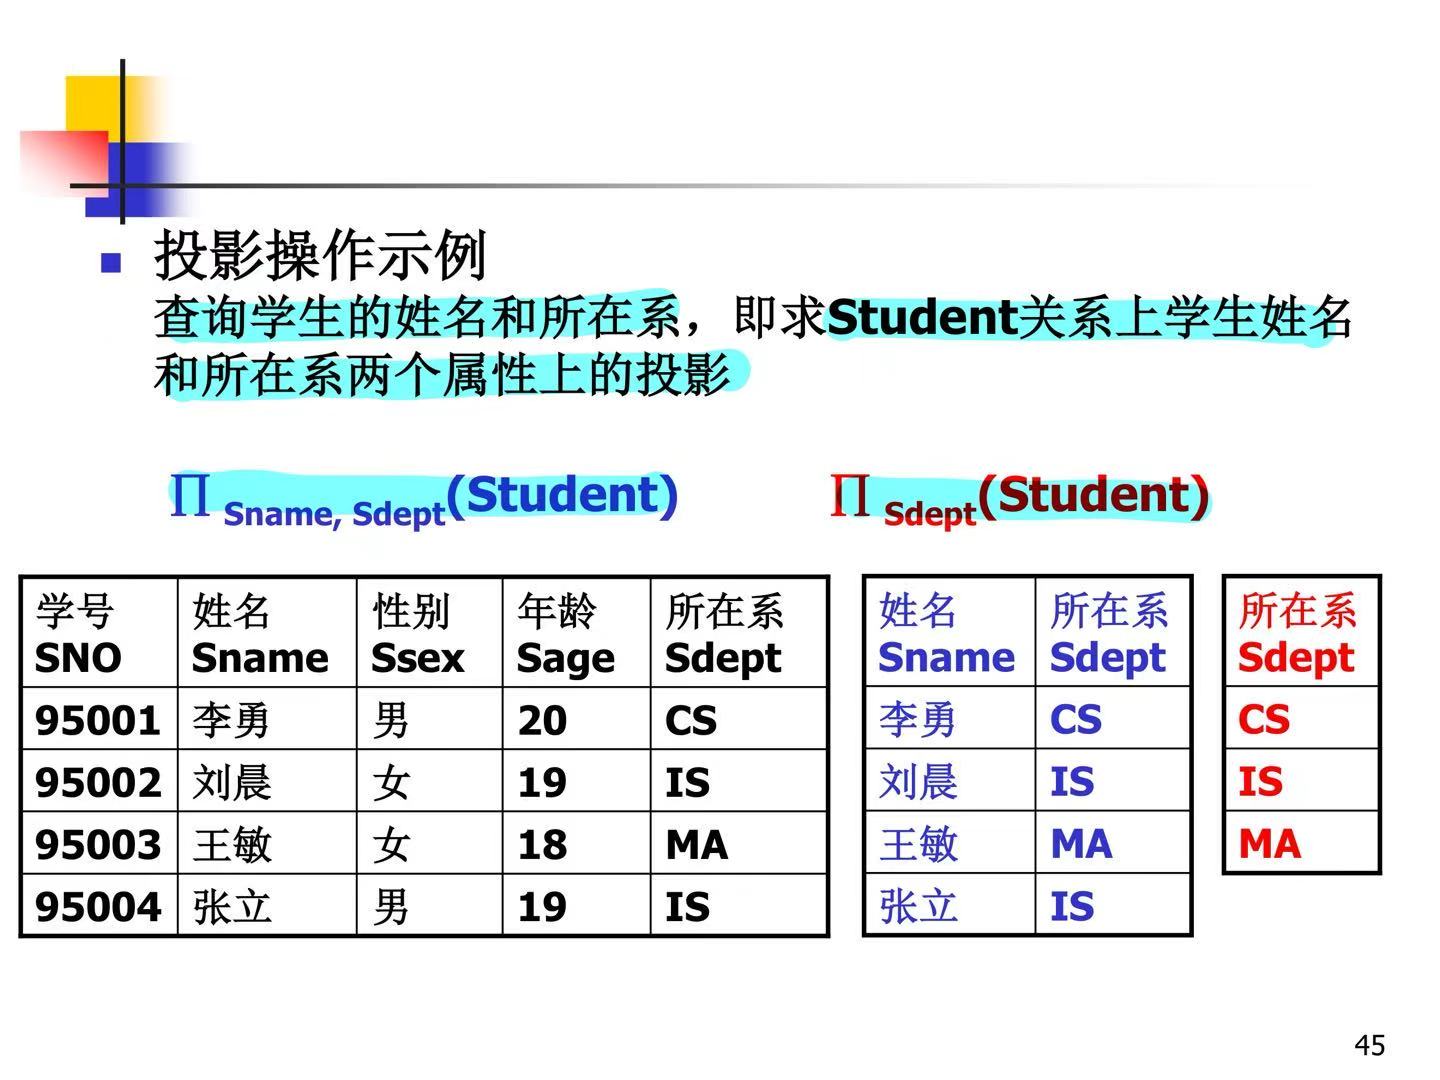 投影操作示例
查询学生的姓名和所在系，即求Student关系上学生姓名
和所在系两个属性上的投影
∏ Sname, Sdept(Student) ∏ Sdept(Student)
学号 姓名 性别 年龄 所在系
SNO Sname Ssex Sage Sdept
95001 李勇 男 20 CS
95002 刘晨 女 19 IS
95003 王敏 女 18 MA
95004 张立 男 19 IS
姓名 所在系
Sname Sdept
李勇 CS
刘晨 IS
王敏 MA
张立 IS
所在系
Sdept
CS
IS
MA
45